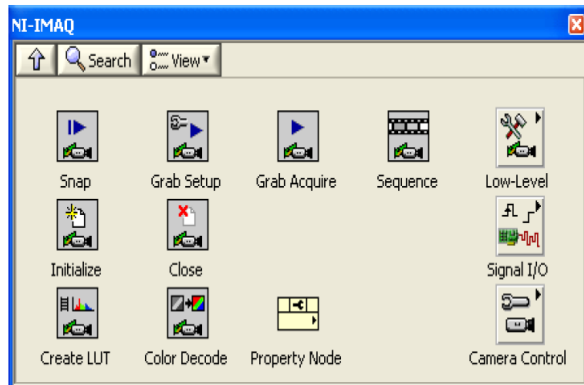 NI-IMAQ
Search View
Snap Grab Setup Grab Acquire Sequence Low-Level
Initialize Close Signal I/O
Create LUT Color Decode Property Node Camera Control